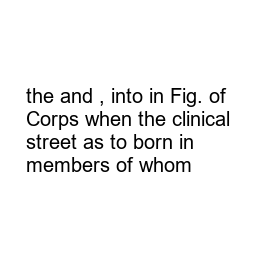 the and , into in Fig. of
Corps when the clinical
street as to born in
members of whom